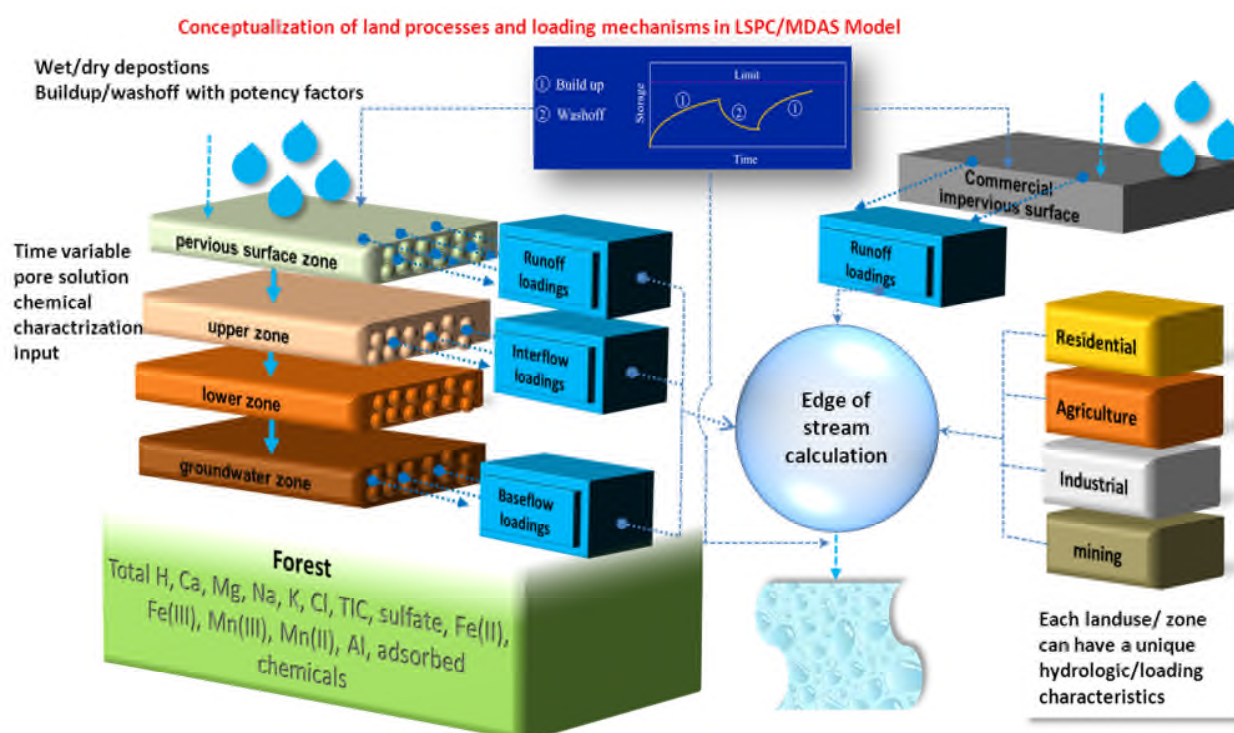 Conceptualization of land processes and loading mechanisms in LSPC/MDAS Model
Wet/dry depostions
Buildup/washoff with potency factors
① Build up
② Washoff
Storage
Limit
①
②
①
Time
Commercial
impervious surface
pervious surface zone
Runoff
loadings
Runoff
loadings
Time variable
pore solution
chemical
charactrization
input
upper zone
Interflow
loadings
lower zone
groundwater zone
Baseflow
loadings
Edge of
stream
calculation
Residential
Agriculture
Industrial
mining
Forest
Total H, Ca, Mg, Na, K, Cl, TIC, sulfate, Fe(II),
Fe(III), Mn(III), Mn(II), Al, adsorbed
chemicals
Each landuse/ zone
can have a unique
hydrologic/loading
characteristics